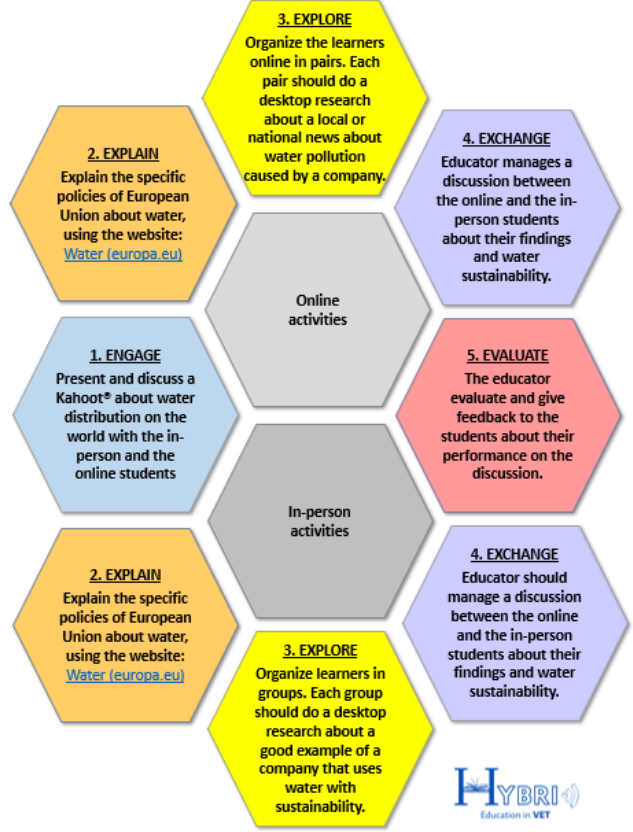 3. EXPLORE
Organize the learners
online in pairs. Each
pair should do a
desktop research
about a local or
national news about
water pollution
caused by a company.
2. EXPLAIN
Explain the specific
policies of European
Union about water,
using the website:
Water (europa.eu)
4. EXCHANGE
Educator manages a
discussion between
the online and the in-
person students
about their findings
and water
sustainability.
Online
activities
1. ENGAGE
Present and discuss a
Kahoot® about water
distribution on the
world with the in-
person and the
online students
5. EVALUATE
The educator
evaluate and give
feedback to the
students about their
performance on the
discussion.
In-person
activities
2. EXPLAIN
Explain the specific
policies of European
Union about water,
using the website:
Water (europa.eu)
4. EXCHANGE
Educator should
manage a discussion
between the online
and the in-person
students about their
findings and water
sustainability.
3. EXPLORE
Organize learners in
groups. Each group
should do a desktop
research about a
good example of a
company that uses
water with
sustainability.
HYBRI
Education in VET